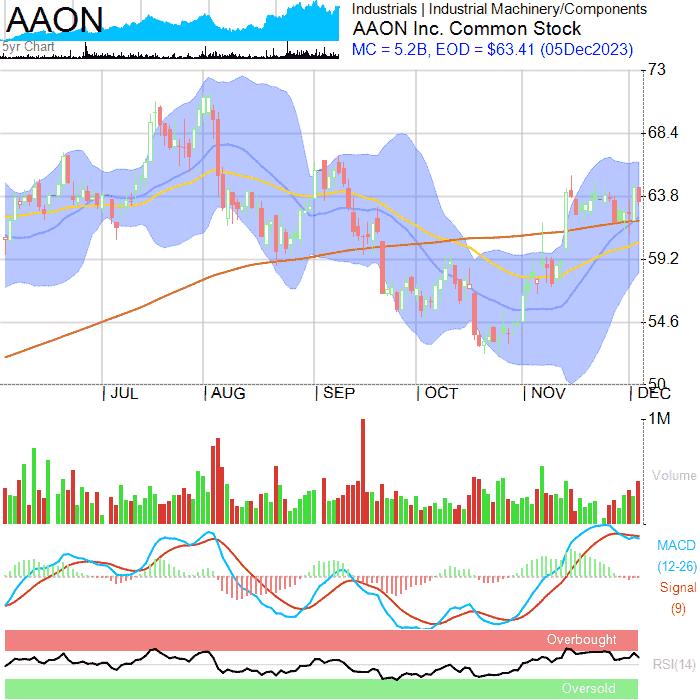 AAON
5yr Chart
Industrials | Industrial Machinery/Components
AAON Inc. Common Stock
MC = 5.2B, EOD = $63.41 (05Dec2023)
73
68.4
63.8
59.2
54.6
50
JUL
AUG
SEP
OCT
NOV
DEC
1M
Volume
MACD
(12-26)
Signal
(9)
Overbought
RSI(14)
Oversold